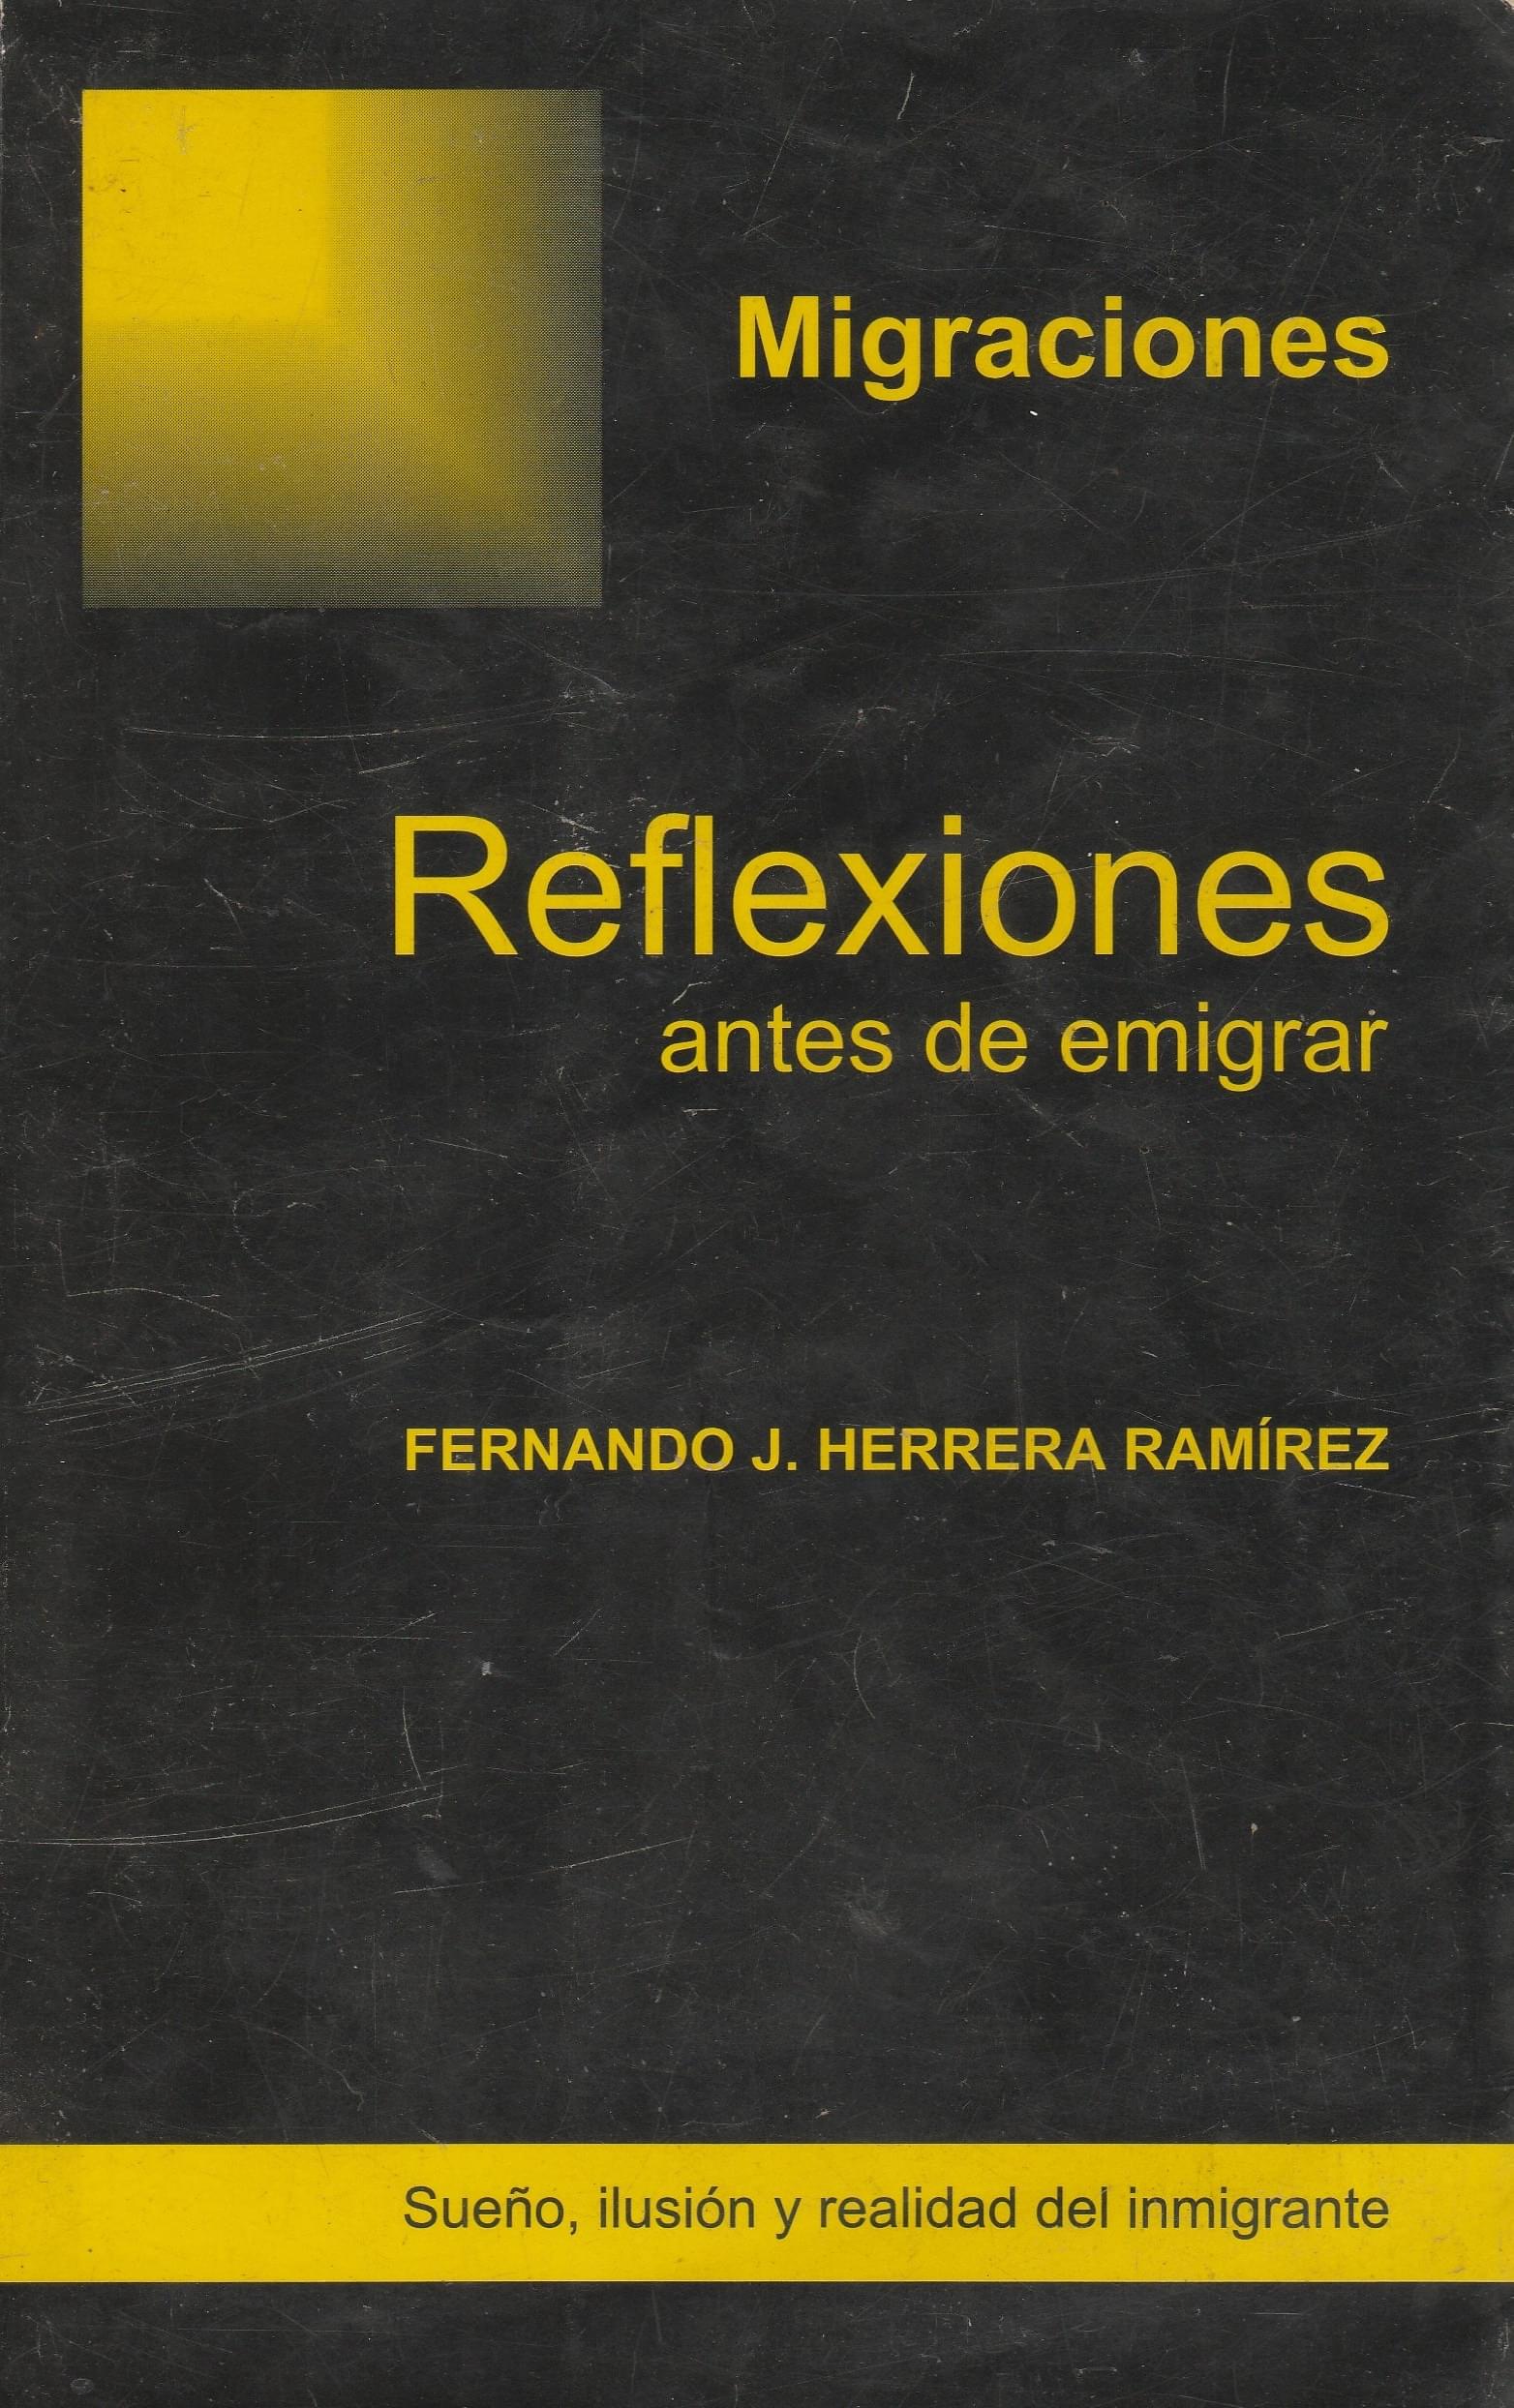 Migraciones
Reflexiones
antes de emigrar
FERNANDO J. HERRERA RAMÍREZ
Sueño, ilusión y realidad del inmigrante